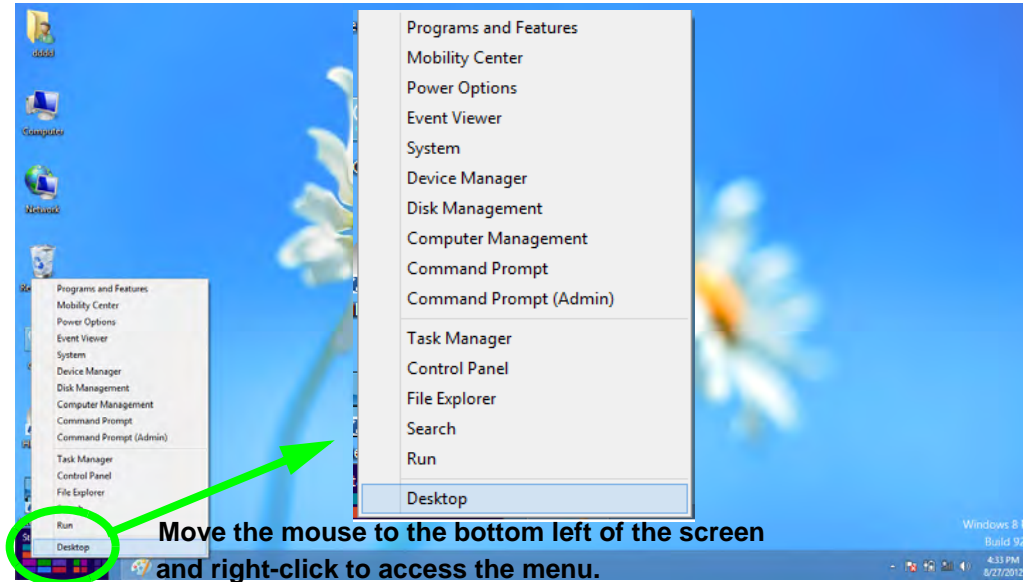 dddd
Computer
Network
Programs and Features
Mobility Center
Power Options
Event Viewer
System
Device Manager
Disk Management
Computer Management
Command Prompt
Command Prompt (Admin)
Task Manager
Control Panel
File Explorer
Run
Desktop
Programs and Features
Mobility Center
Power Options
Event Viewer
System
Device Manager
Disk Management
Computer Management
Command Prompt
Command Prompt (Admin)
Task Manager
Control Panel
File Explorer
Search
Run
Desktop
Move the mouse to the bottom left of the screen
and right-click to access the menu.
Windows 8
Build 92
4:33 PM
8/27/2012